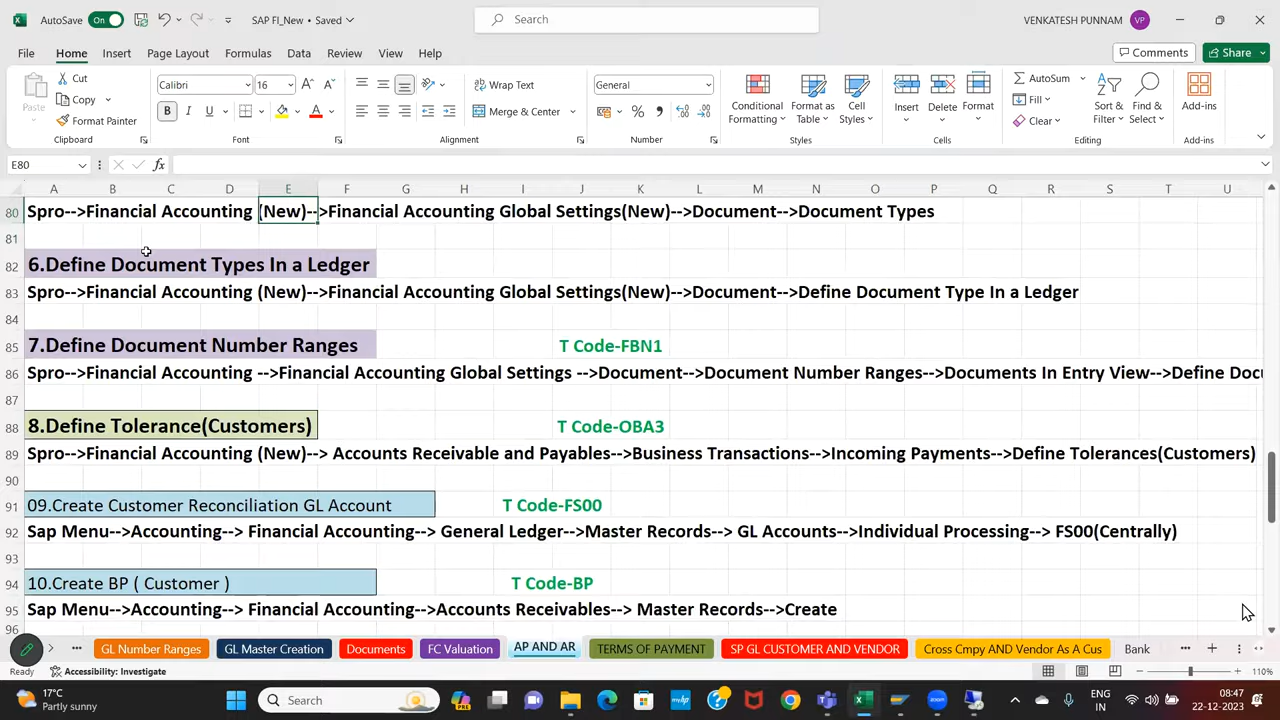 AutoSave On SAP FI_New • Saved Search VENKATESH PUNNAM VP
File Home Insert Page Layout Formulas Data Review View Help Comments Share
Paste Cut Copy Format Painter Clipboard
Calibri 16 B I U A Font
Wrap Text Merge & Center Alignment
General % Number
Conditional Formatting Format as Table Cell Styles Styles
Insert Delete Format Cells
AutoSum Fill Clear Sort & Filter Find & Select Editing
Add-ins Add-ins
E80 fx
A B C D E F G H I J K L M N O P Q R S T U
80 Spro-->Financial Accounting (New)-->Financial Accounting Global Settings(New)-->Document-->Document Types
81
82 6.Define Document Types In a Ledger
83 Spro-->Financial Accounting (New)-->Financial Accounting Global Settings(New)-->Document-->Define Document Type In a Ledger
84
85 7.Define Document Number Ranges T Code-FBN1
86 Spro-->Financial Accounting -->Financial Accounting Global Settings -->Document-->Document Number Ranges-->Documents In Entry View-->Define Docu
87
88 8.Define Tolerance(Customers) T Code-OBA3
89 Spro-->Financial Accounting (New)--> Accounts Receivable and Payables-->Business Transactions-->Incoming Payments-->Define Tolerances(Customers)
90
91 09.Create Customer Reconciliation GL Account T Code-FS00
92 Sap Menu-->Accounting--> Financial Accounting--> General Ledger-->Master Records--> GL Accounts-->Individual Processing--> FS00(Centrally)
93
94 10.Create BP ( Customer ) T Code-BP
95 Sap Menu-->Accounting--> Financial Accounting-->Accounts Receivables--> Master Records-->Create
96
GL Number Ranges GL Master Creation Documents FC Valuation AP AND AR TERMS OF PAYMENT SP GL CUSTOMER AND VENDOR Cross Cmpy AND Vendor As A Cus Bank
Ready Accessibility: Investigate 110%
17°C
Partly sunny
Search
ENG
IN
08:47
22-12-2023